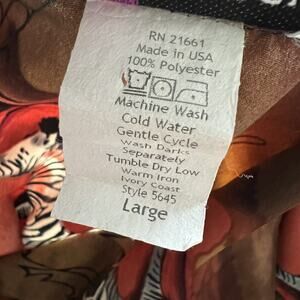 RN 21661
Made in USA
100% Polyester
Machine Wash
Cold Water
Gentle Cycle
Wash Darks
Separately
Tumble Dry Low
Warm Iron
Ivory Coast
Style 5645
Large